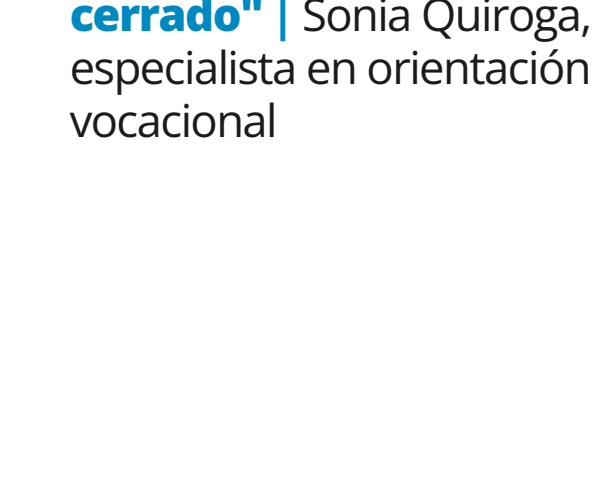 cerrado" | Sonia Quiroga,
especialista en orientación
vocacional